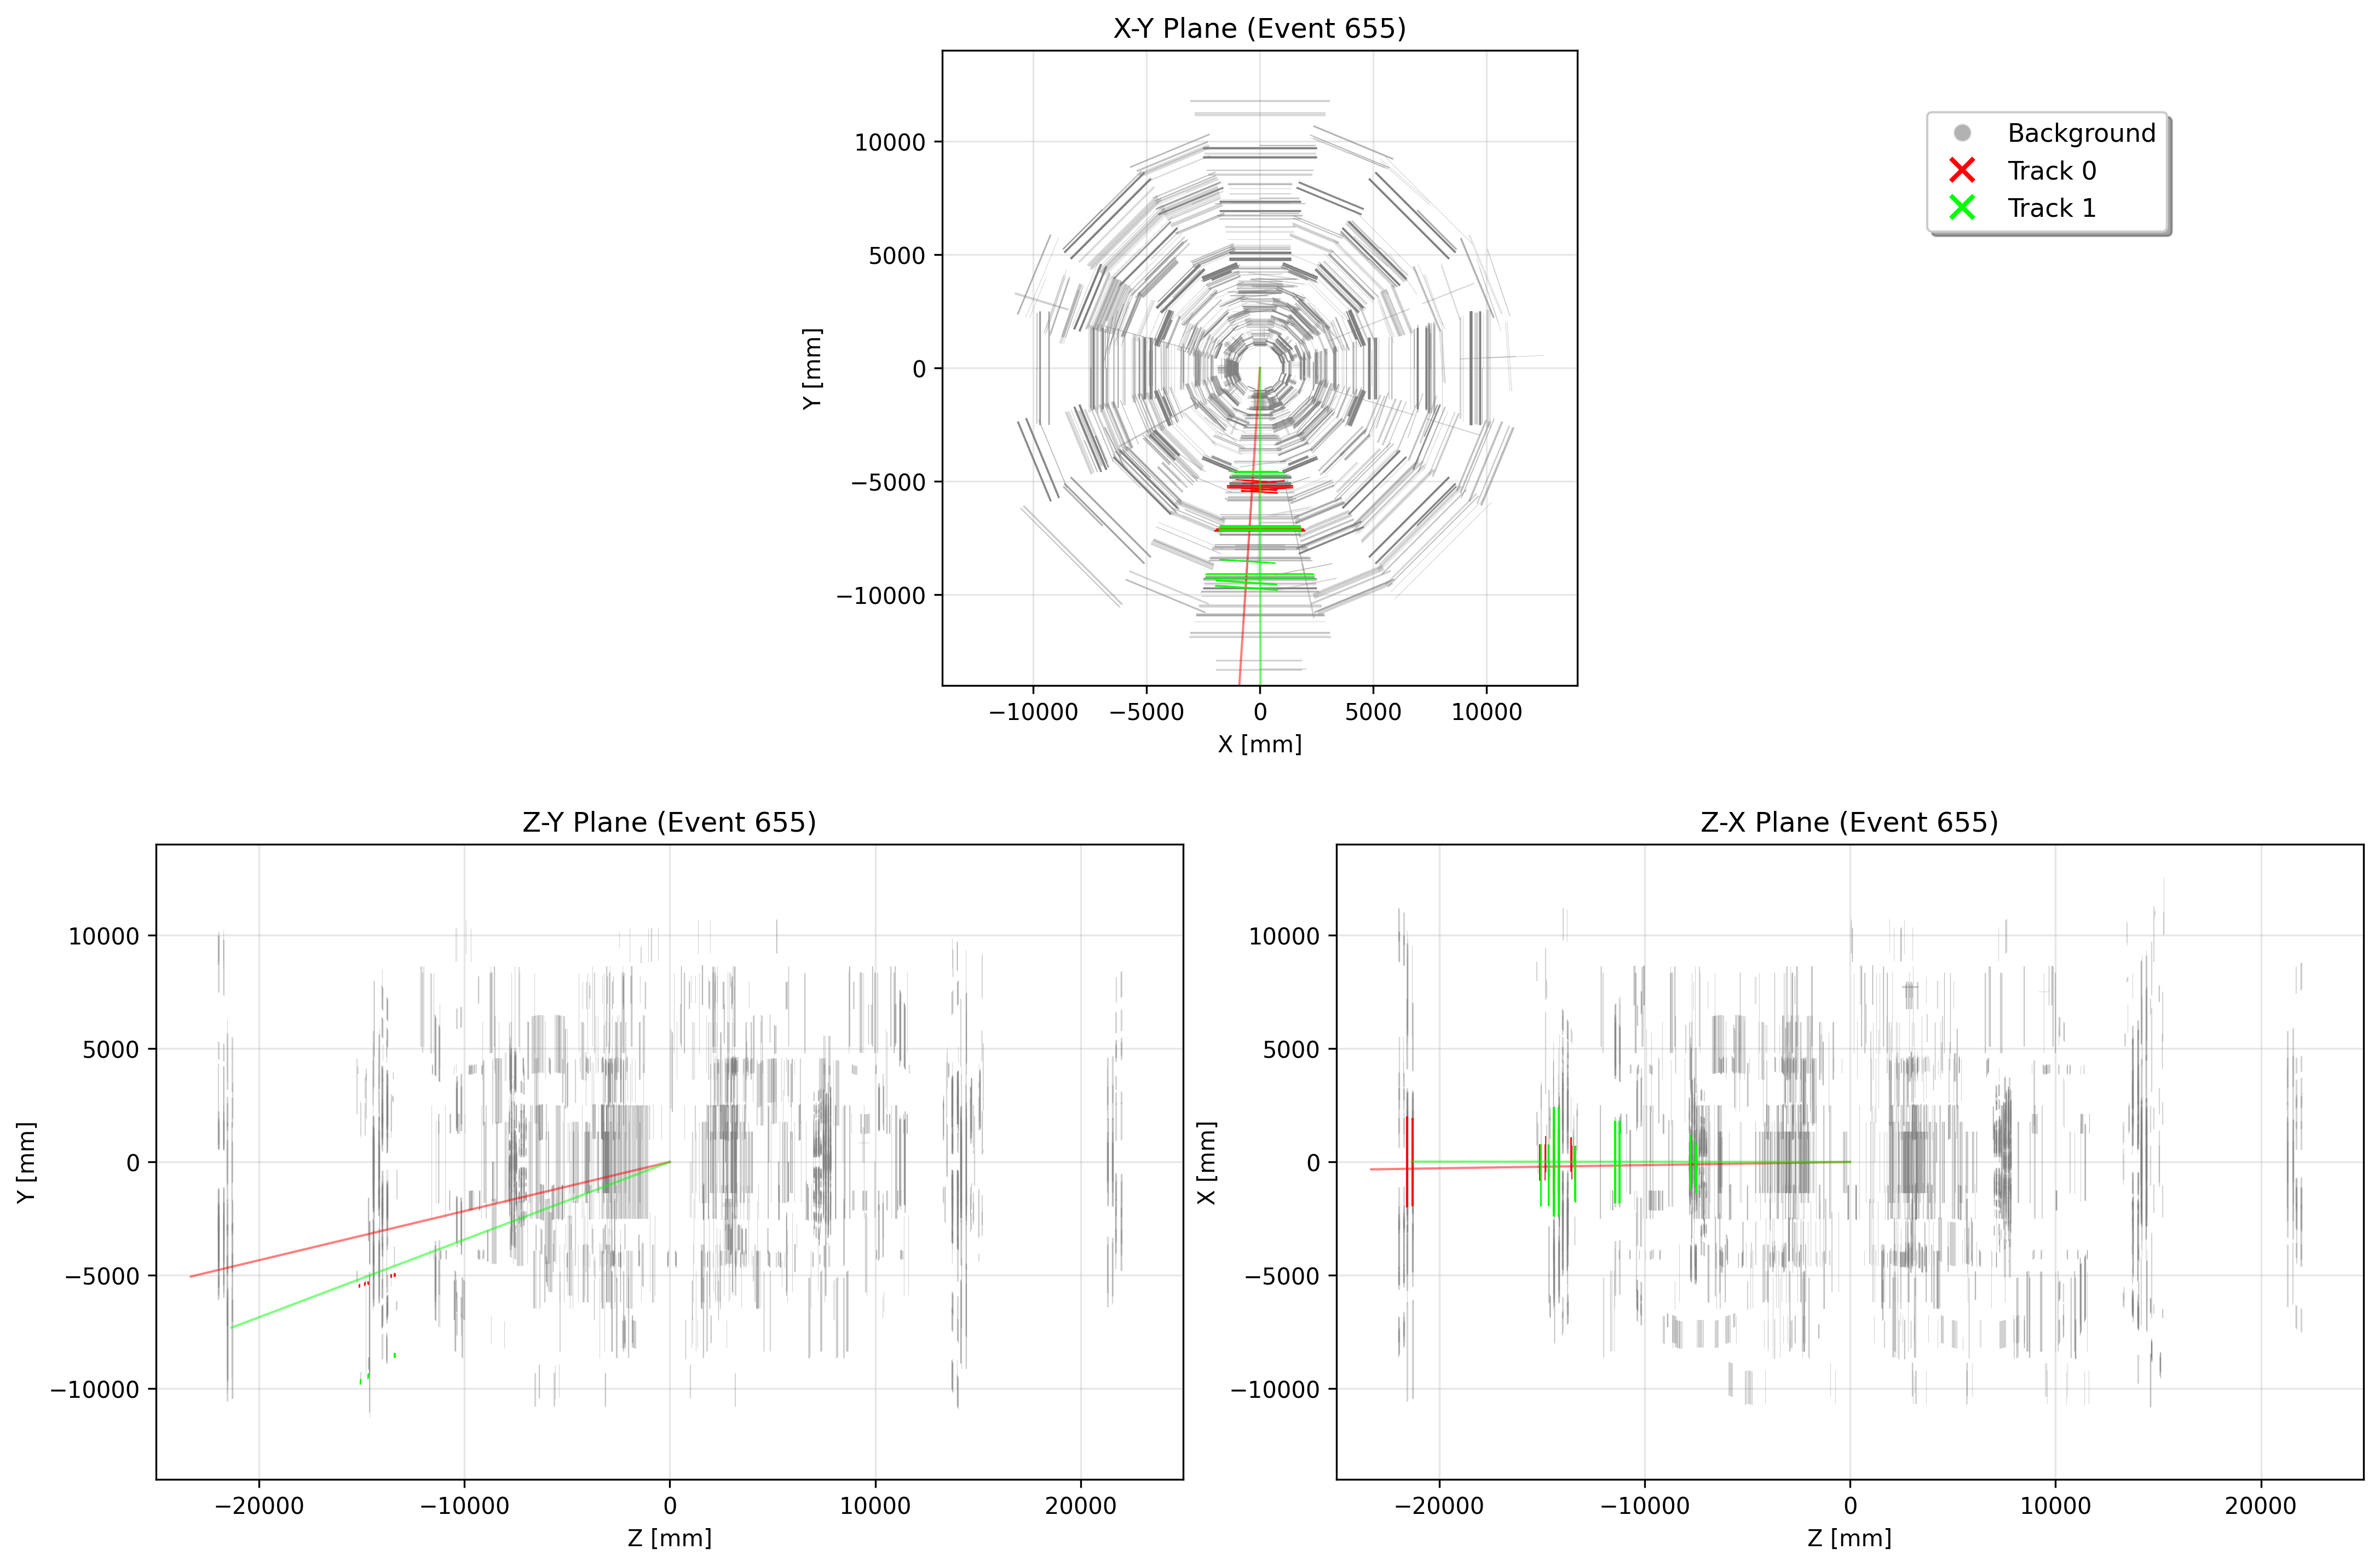 X-Y Plane (Event 655)
Background
Track 0
Track 1
10000
5000
0
−5000
−10000
Y [mm]
−10000 −5000 0 5000 10000
X [mm]
Z-Y Plane (Event 655)
10000
5000
0
−5000
−10000
Y [mm]
−20000 −10000 0 10000 20000
Z [mm]
Z-X Plane (Event 655)
10000
5000
0
−5000
−10000
X [mm]
−20000 −10000 0 10000 20000
Z [mm]